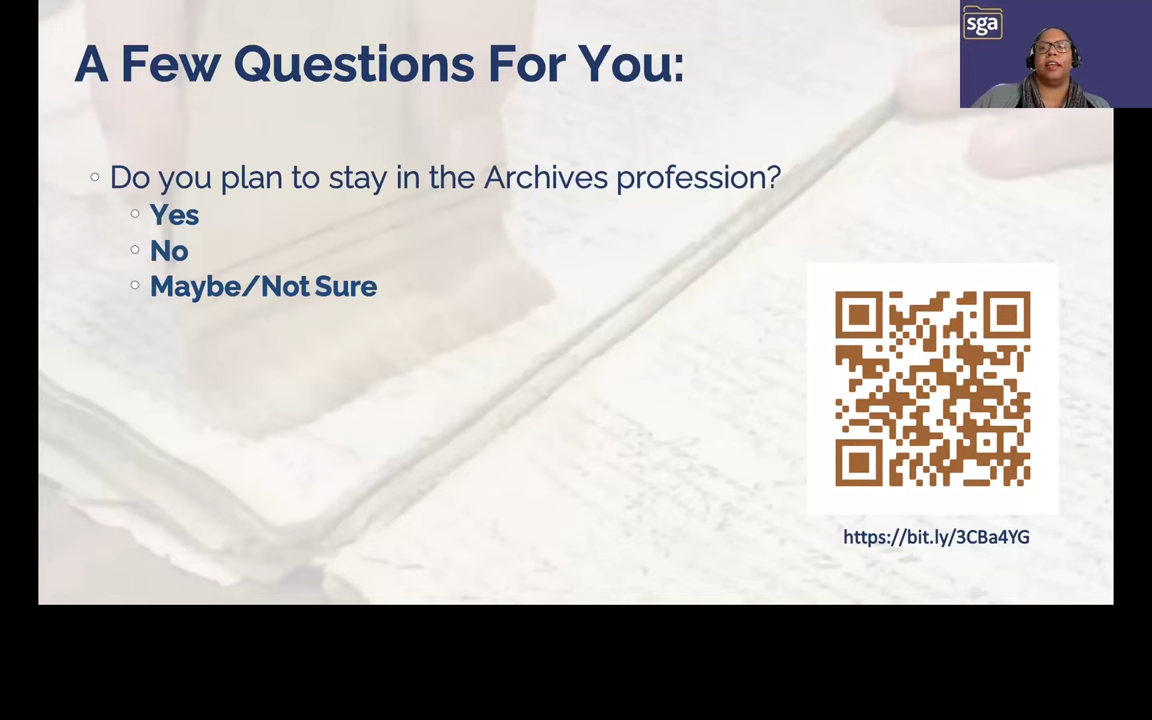 A Few Questions For You:
sga
Do you plan to stay in the Archives profession?
Yes
No
Maybe/Not Sure
https://bit.ly/3CBa4YG